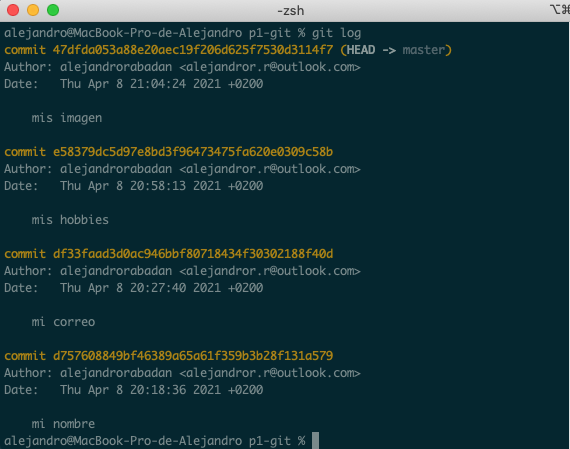 -zsh
⌥⌘
alejandro@MacBook-Pro-de-Alejandro p1-git % git log
commit 47dfda053a88e20aec19f206d625f7530d3114f7 (HEAD -> master)
Author: alejandrorabadan <alejandror.r@outlook.com>
Date:   Thu Apr 8 21:04:24 2021 +0200
    mis imagen
commit e58379dc5d97e8bd3f96473475fa620e0309c58b
Author: alejandrorabadan <alejandror.r@outlook.com>
Date:   Thu Apr 8 20:58:13 2021 +0200
    mis hobbies
commit df33faad3d0ac946bbf80718434f30302188f40d
Author: alejandrorabadan <alejandror.r@outlook.com>
Date:   Thu Apr 8 20:27:40 2021 +0200
    mi correo
commit d757608849bf46389a65a61f359b3b28f131a579
Author: alejandrorabadan <alejandror.r@outlook.com>
Date:   Thu Apr 8 20:18:36 2021 +0200
    mi nombre
alejandro@MacBook-Pro-de-Alejandro p1-git %